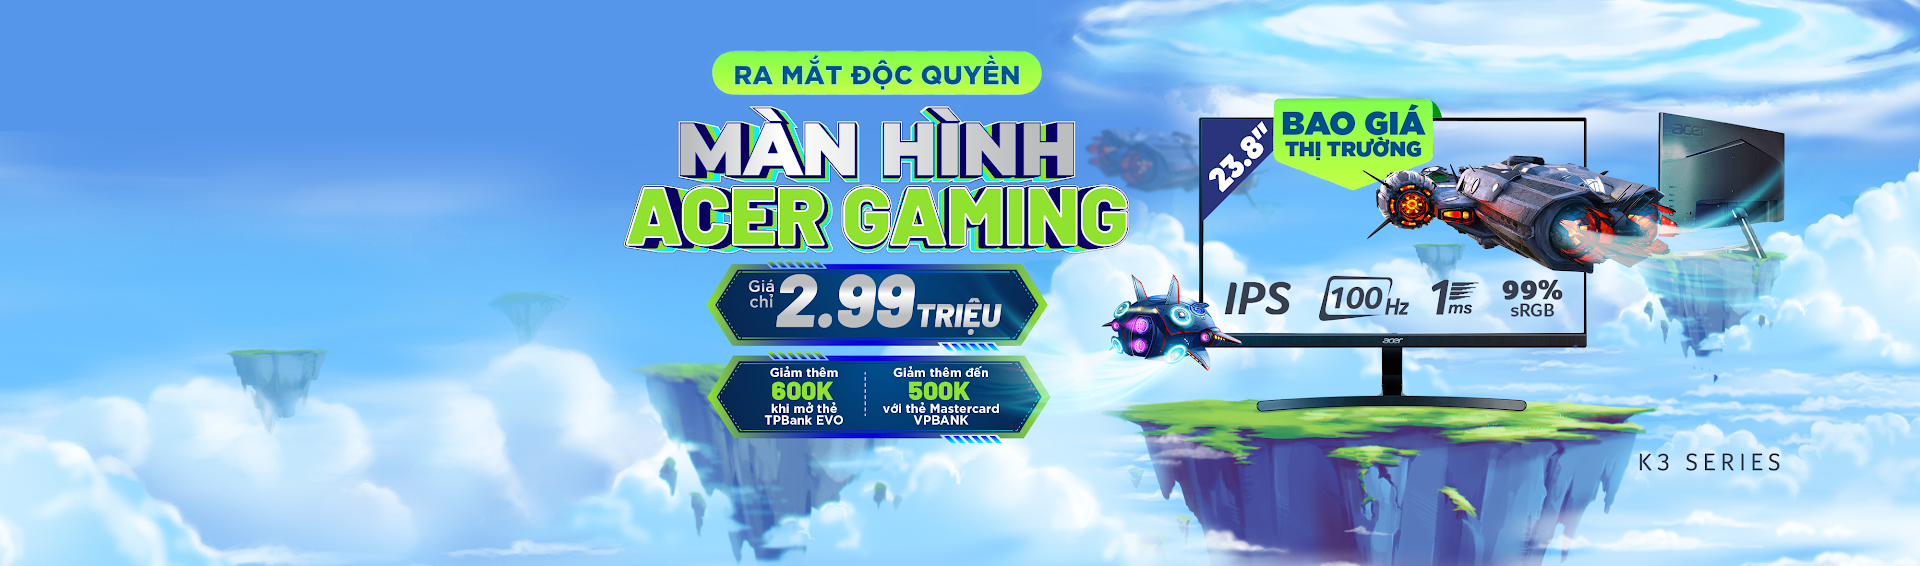 RA MẮT ĐỘC QUYỀN
MÀN HÌNH
ACER GAMING
Giá chỉ 2.99 TRIỆU
Giảm thêm
600K
khi mở thẻ
TPBank EVO
Giảm thêm đến
500K
với thẻ Mastercard
VPBANK
23.8"
BAO GIÁ
THỊ TRƯỜNG
acer
IPS 100Hz 1ms 99% sRGB
acer
K3 SERIES